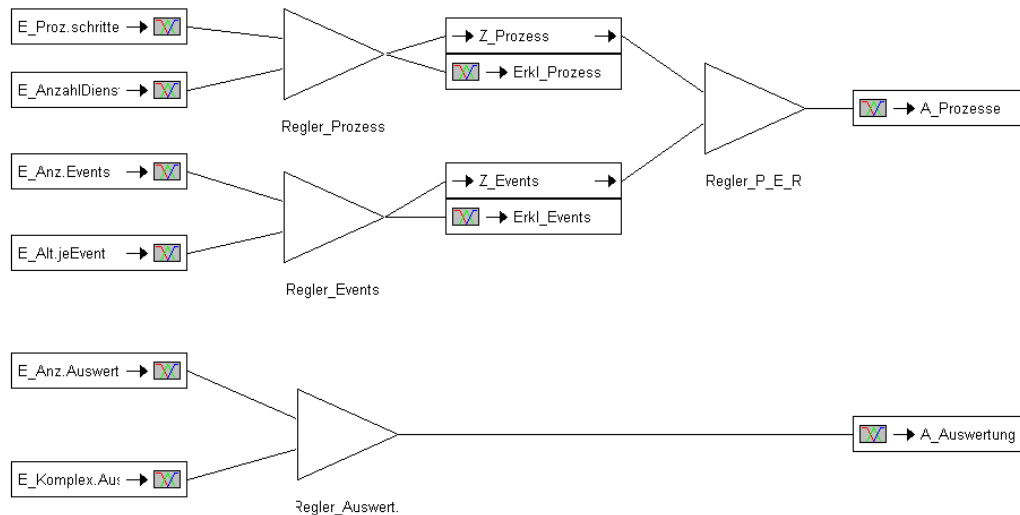 E_Proz.schritte
E_AnzahlDiens
Regler_Prozess
Z_Prozess
Erkl_Prozess
E_Anz.Events
E_Alt.jeEvent
Regler_Events
Z_Events
Erkl_Events
Regler_P_E_R
A_Prozesse
E_Anz.Auswert
E_Komplex.Aus
Regler_Auswert.
A_Auswertung